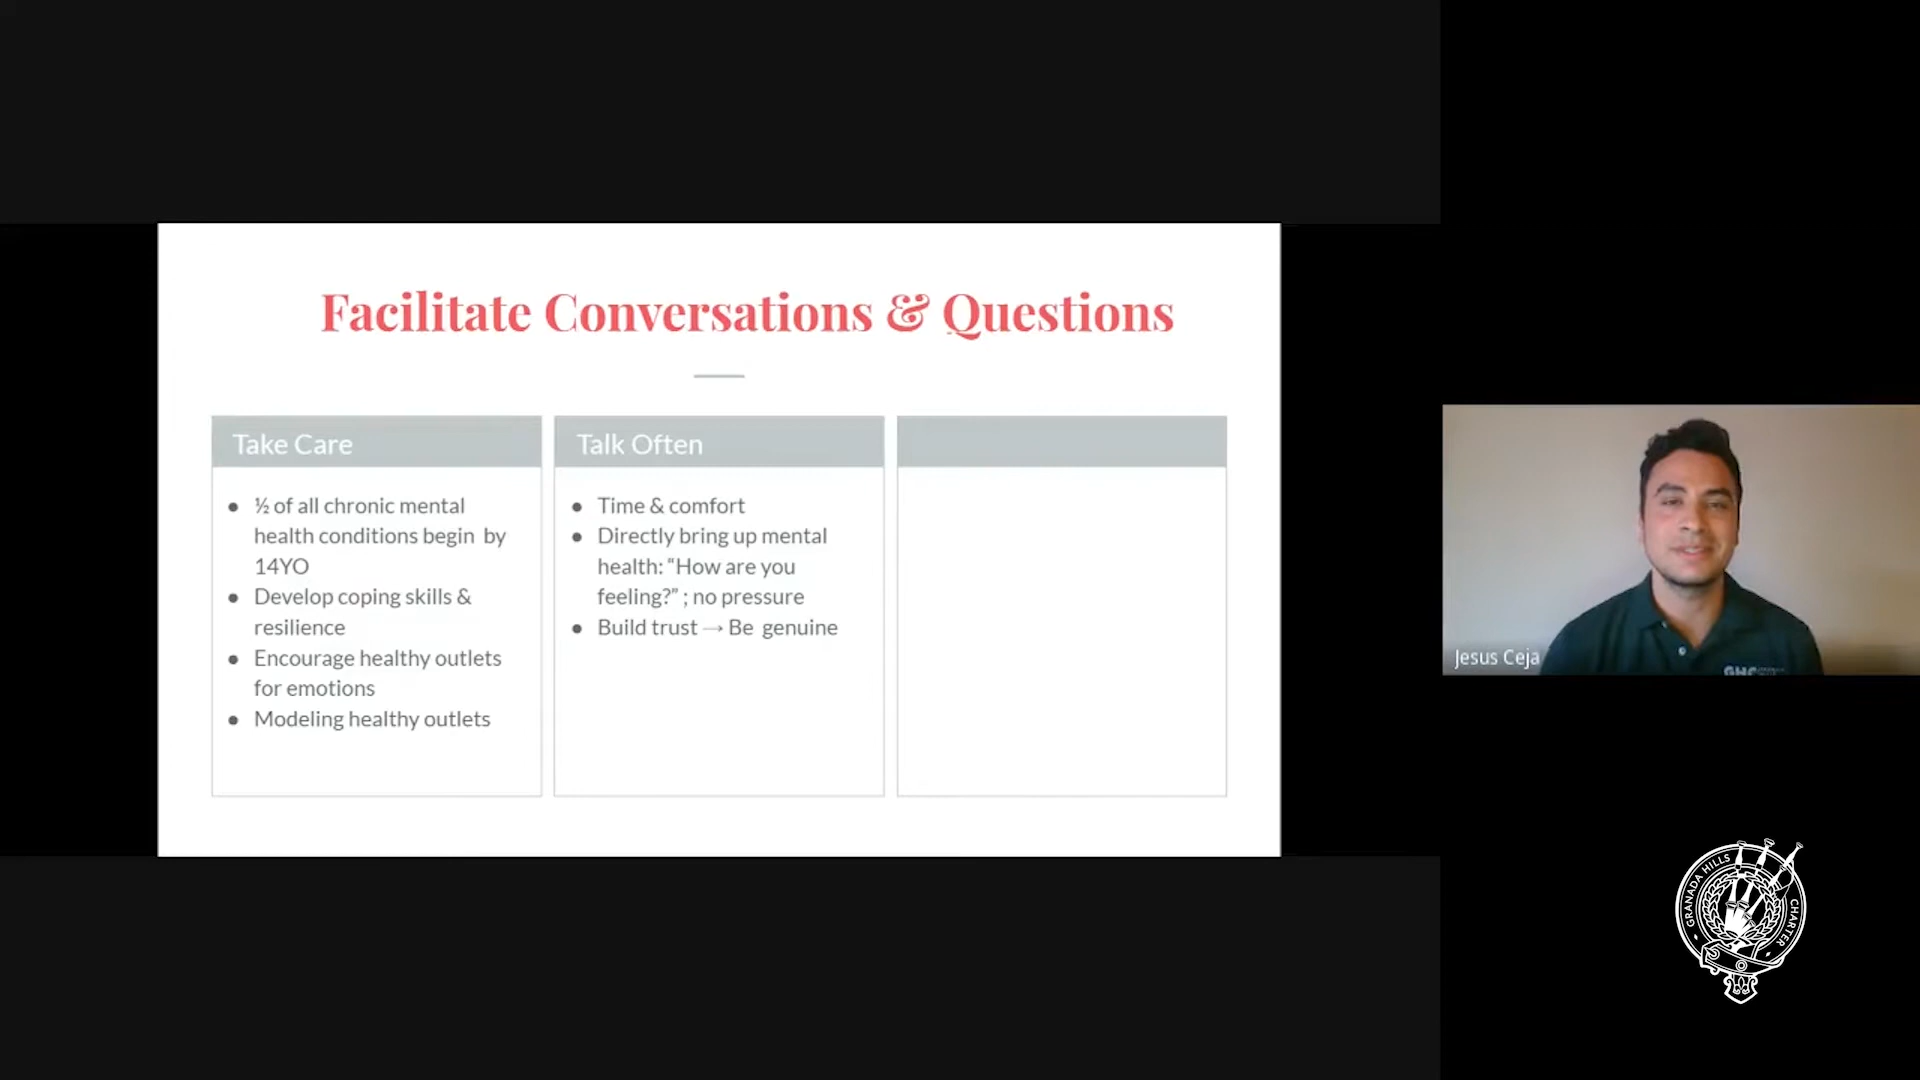 Facilitate Conversations & Questions
Take Care
● ½ of all chronic mental
health conditions begin by
14YO
● Develop coping skills &
resilience
● Encourage healthy outlets
for emotions
● Modeling healthy outlets
Talk Often
● Time & comfort
● Directly bring up mental
health: “How are you
feeling?” ; no pressure
● Build trust → Be genuine
Jesus Ceja
GHC
GRANADA HILLS
CHARTER